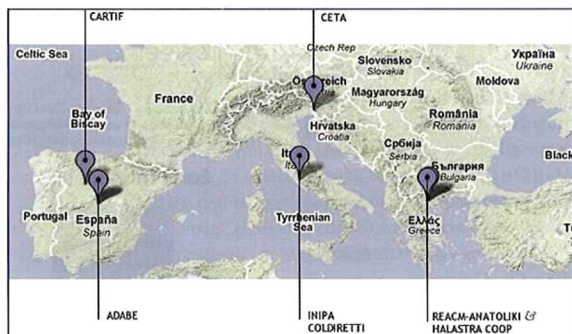 CARTIF
CETA
Celtic Sea
Czech Rep
Slovensko
Slovakia
Україна
Ukraine
Österreich
Magyarország
Hungary
Moldova
France
Bay of
Biscay
Hrvatska
Croatia
România
Romania
Србија
Serbia
България
Bulgaria
Black
Portugal
España
Spain
Tyrrhenian
Sea
Ελλάς
Greece
ADABE
INIPA
COLDIRETTI
REACM-ANATOLIKI &
HALASTRA COOP